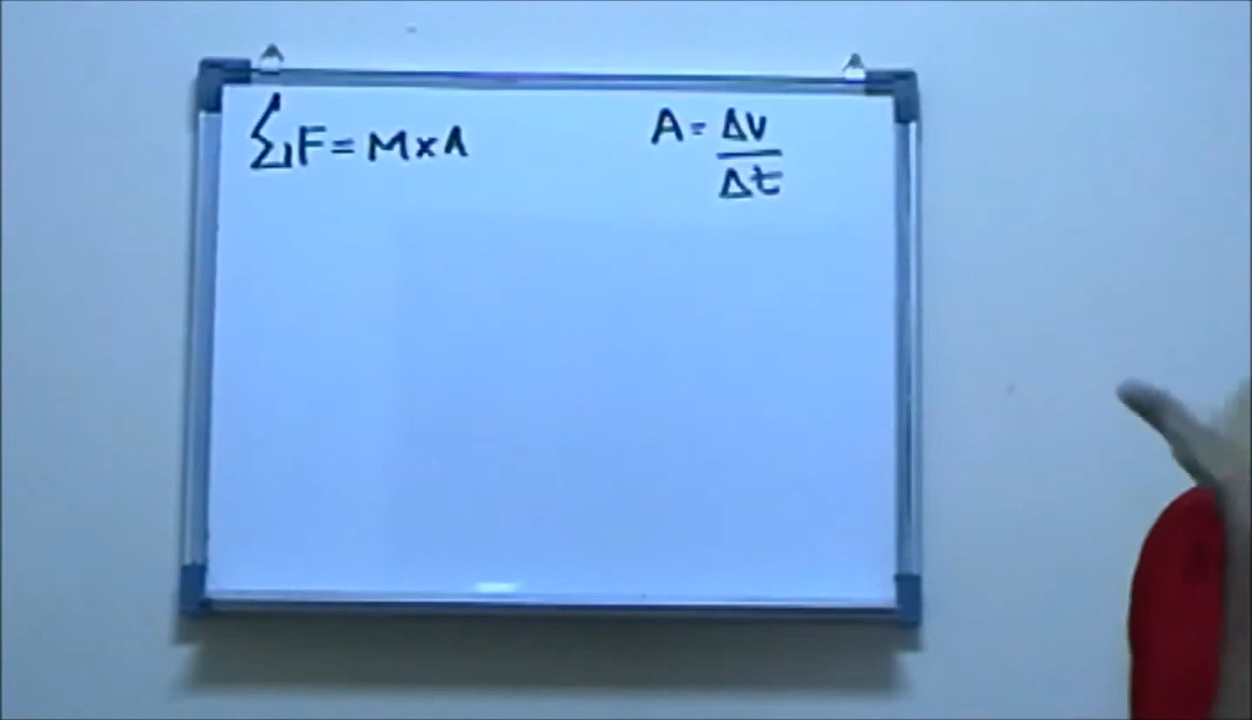 ∑F = M x A
A = ΔV / Δt